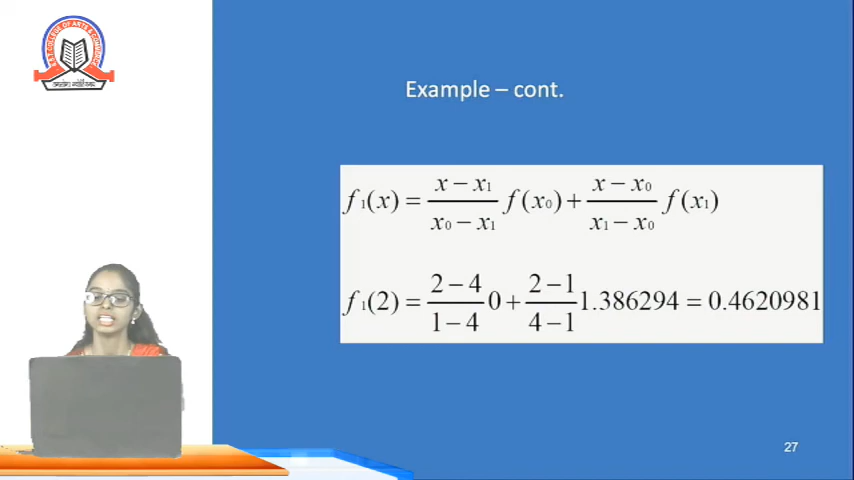 Example – cont.
f₁(x) = (x − x₁)/(x₀ − x₁) f(x₀) + (x − x₀)/(x₁ − x₀) f(x₁)
f₁(2) = (2 − 4)/(1 − 4) 0 + (2 − 1)/(4 − 1) 1.386294 = 0.4620981
27